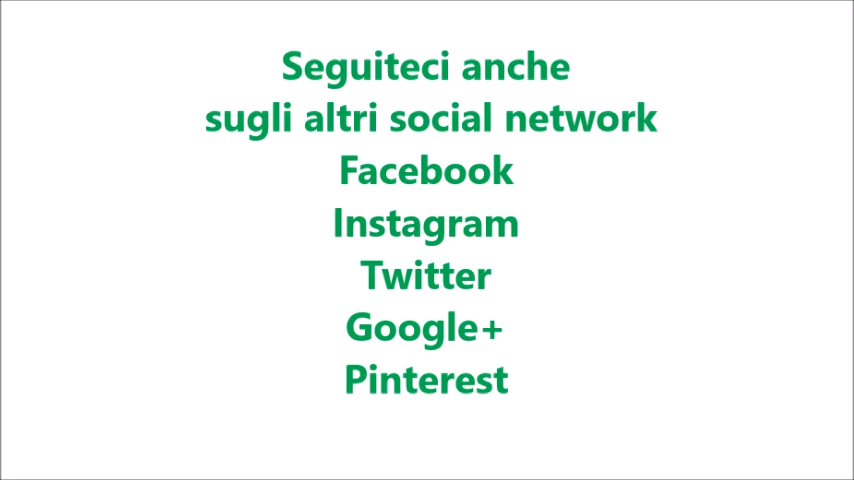 Seguiteci anche
sugli altri social network
Facebook
Instagram
Twitter
Google+
Pinterest